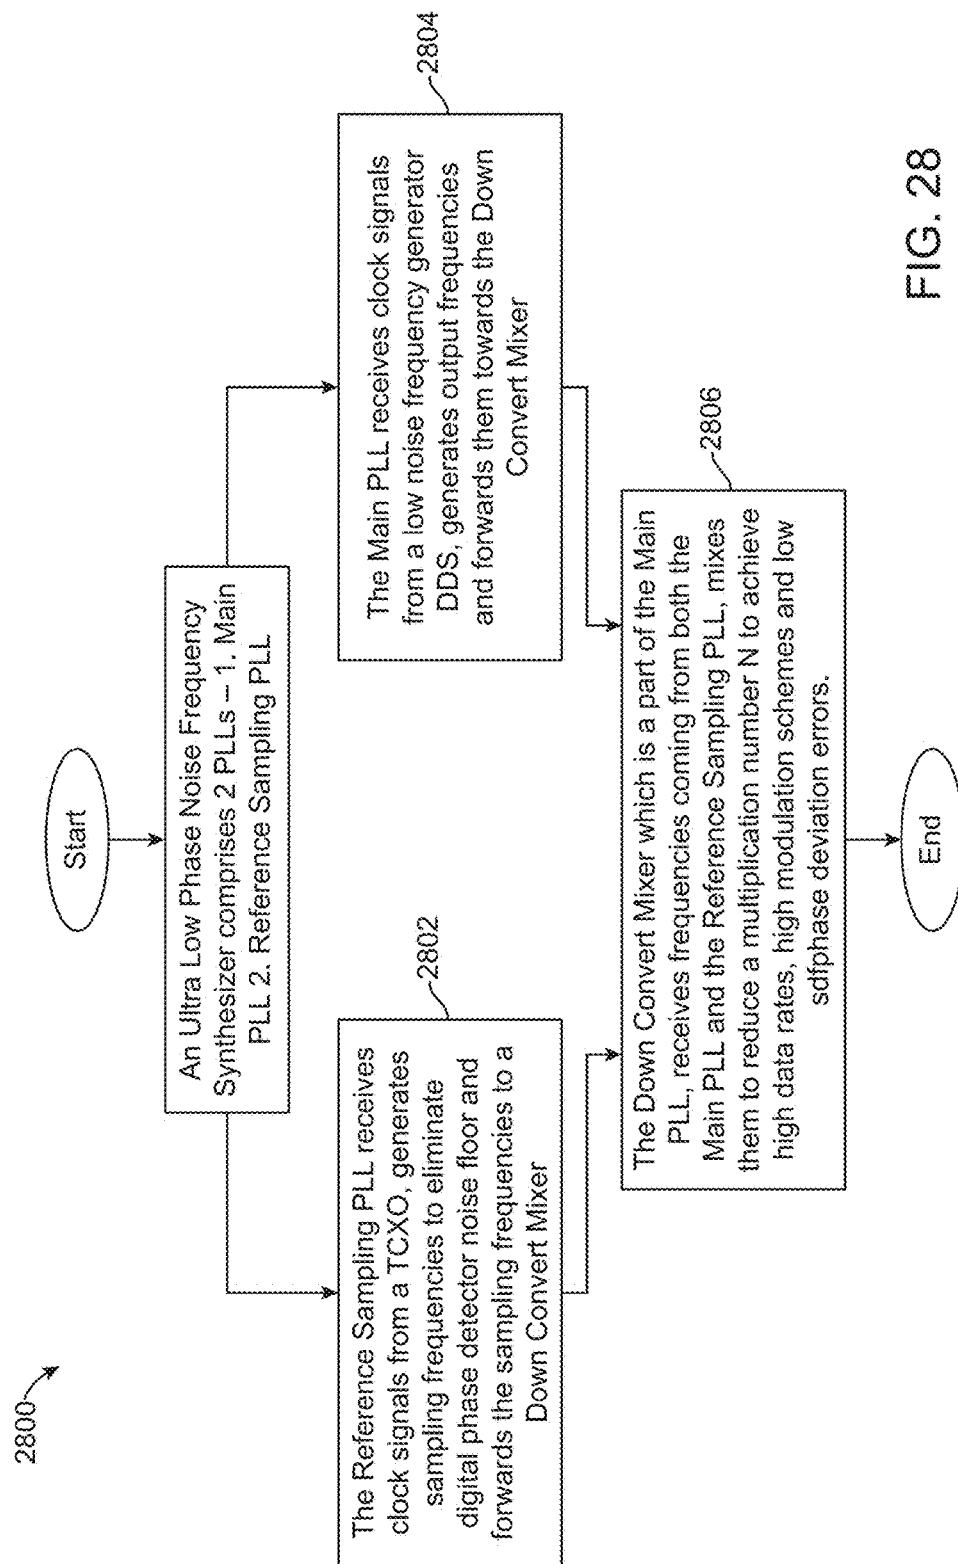 2800
Start
An Ultra Low Phase Noise Frequency
Synthesizer comprises 2 PLLs – 1. Main
PLL 2. Reference Sampling PLL
The Reference Sampling PLL receives
clock signals from a TCXO, generates
sampling frequencies to eliminate
digital phase detector noise floor and
forwards the sampling frequencies to a
Down Convert Mixer
2802
The Main PLL receives clock signals
from a low noise frequency generator
DDS, generates output frequencies
and forwards them towards the Down
Convert Mixer
2804
The Down Convert Mixer which is a part of the Main
PLL, receives frequencies coming from both the
Main PLL and the Reference Sampling PLL, mixes
them to reduce a multiplication number N to achieve
high data rates, high modulation schemes and low
sdfphase deviation errors.
2806
End
FIG. 28